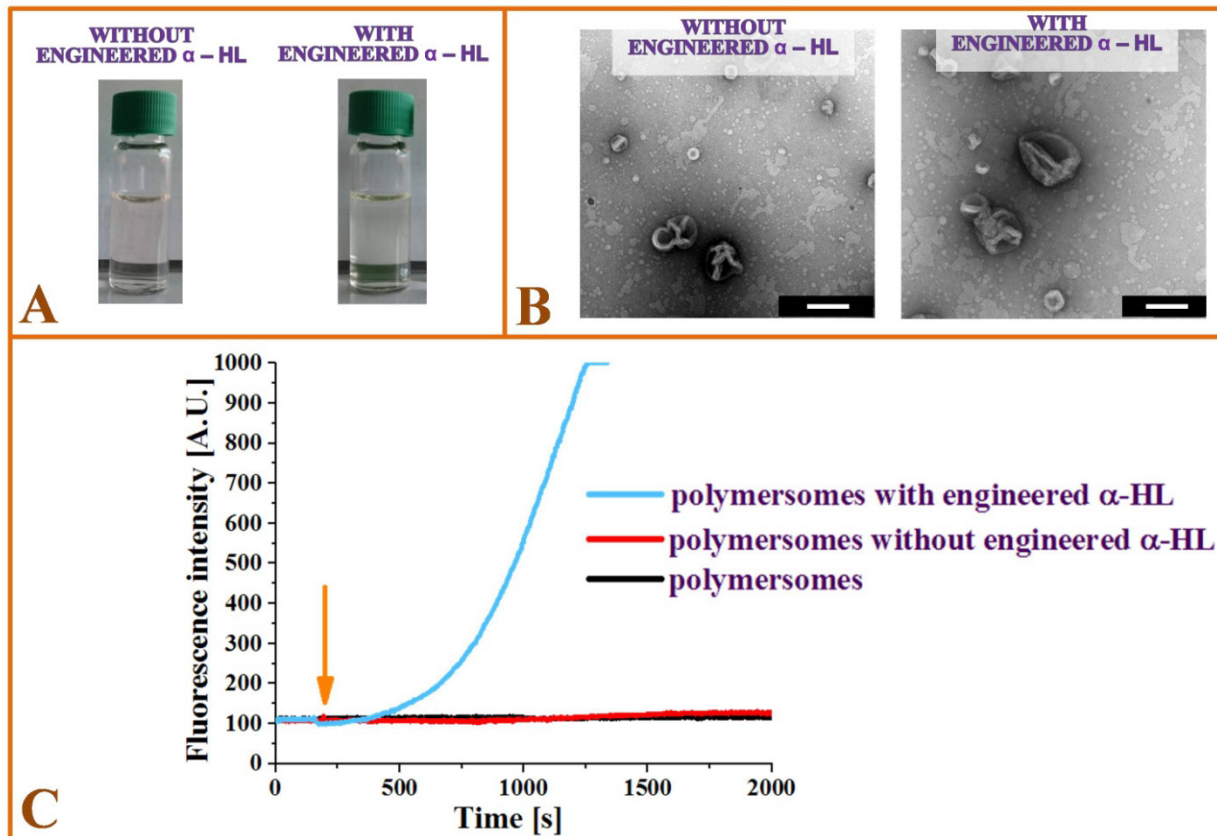 WITHOUT
ENGINEERED α – HL
WITH
ENGINEERED α – HL
A
WITHOUT
ENGINEERED α – HL
WITH
ENGINEERED α – HL
B
1000
900
800
700
600
500
400
300
200
100
0
Fluorescence intensity [A.U.]
polymersomes with engineered α-HL
polymersomes without engineered α-HL
polymersomes
0 500 1000 1500 2000
Time [s]
C